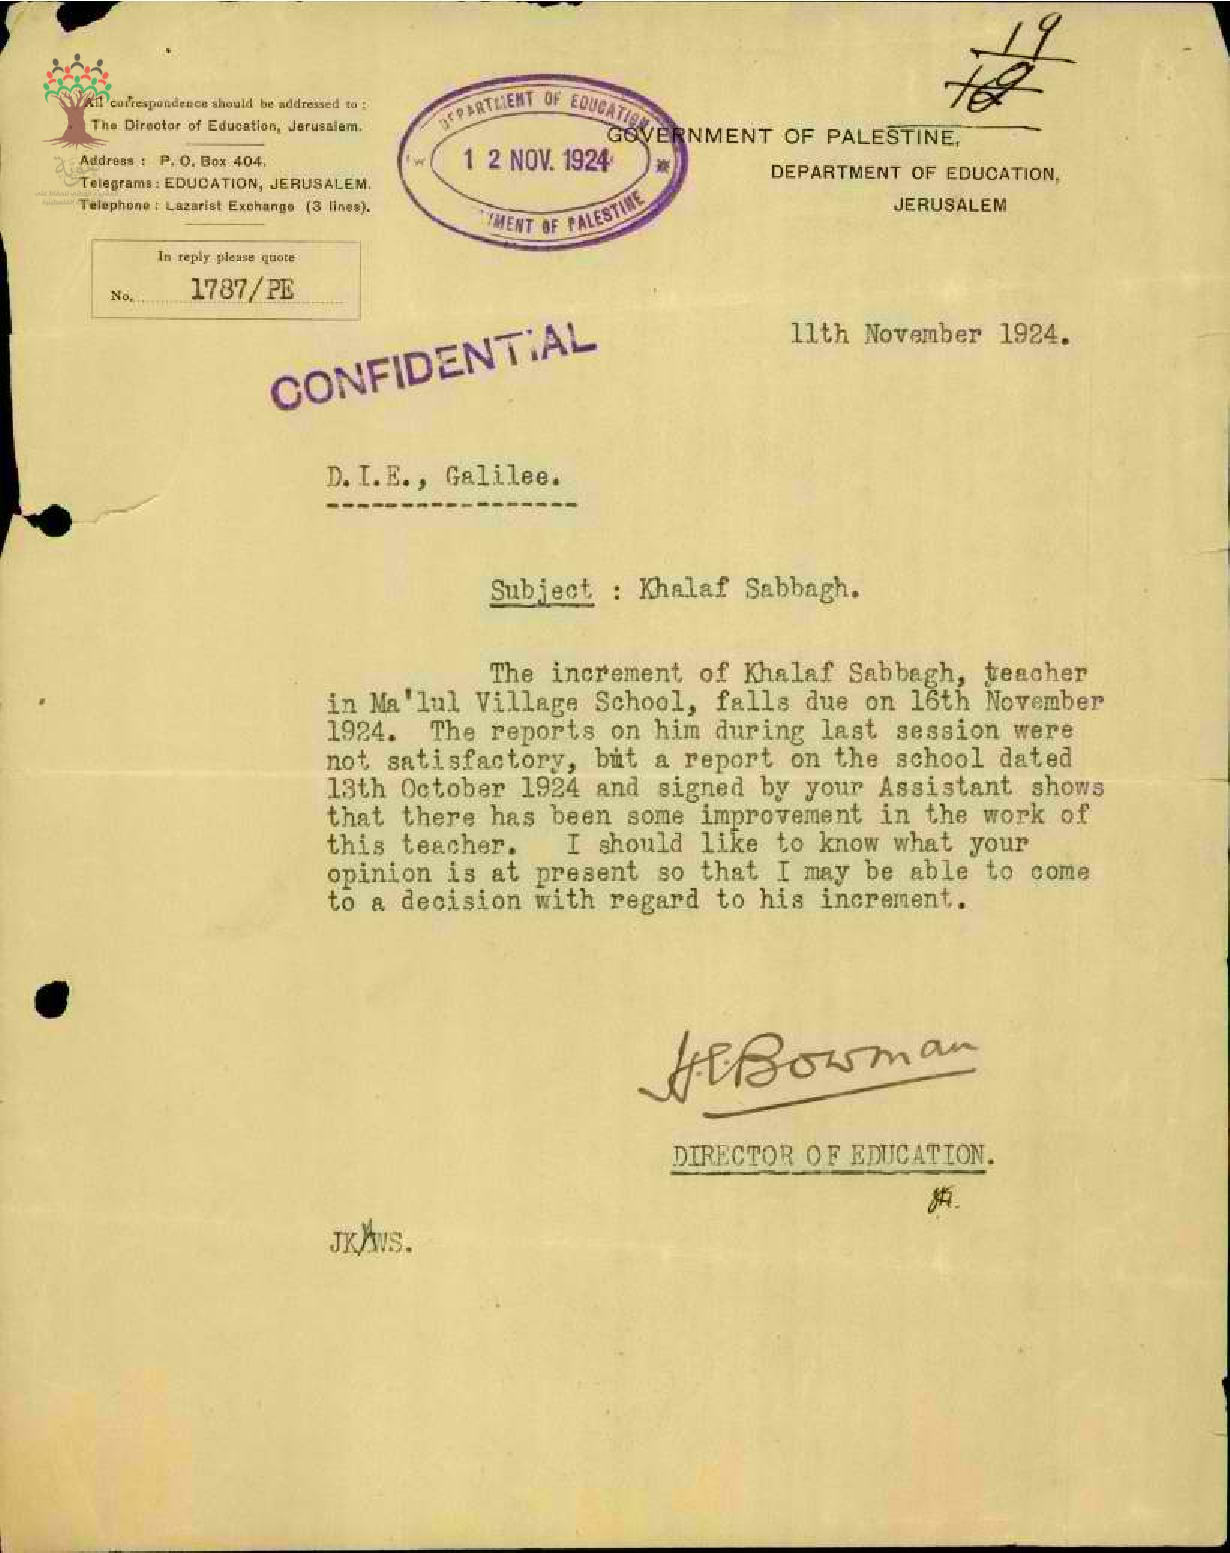 19
All correspondence should be addressed to :
The Director of Education, Jerusalem.
Address : P. O. Box 404.
Telegrams : EDUCATION, JERUSALEM.
Telephone : Lazarist Exchange (3 lines).
In reply please quote
No. 1787/PE
DEPARTMENT OF EDUCATION
12 NOV. 1924
MENT OF PALESTINE
GOVERNMENT OF PALESTINE,
DEPARTMENT OF EDUCATION,
JERUSALEM
11th November 1924.
CONFIDENTIAL
D.I.E., Galilee.
Subject : Khalaf Sabbagh.
The increment of Khalaf Sabbagh, teacher
in Ma'lul Village School, falls due on 16th November
1924. The reports on him during last session were
not satisfactory, but a report on the school dated
13th October 1924 and signed by your Assistant shows
that there has been some improvement in the work of
this teacher. I should like to know what your
opinion is at present so that I may be able to come
to a decision with regard to his increment.
H.E. Bowman
DIRECTOR OF EDUCATION.
JK/WS.